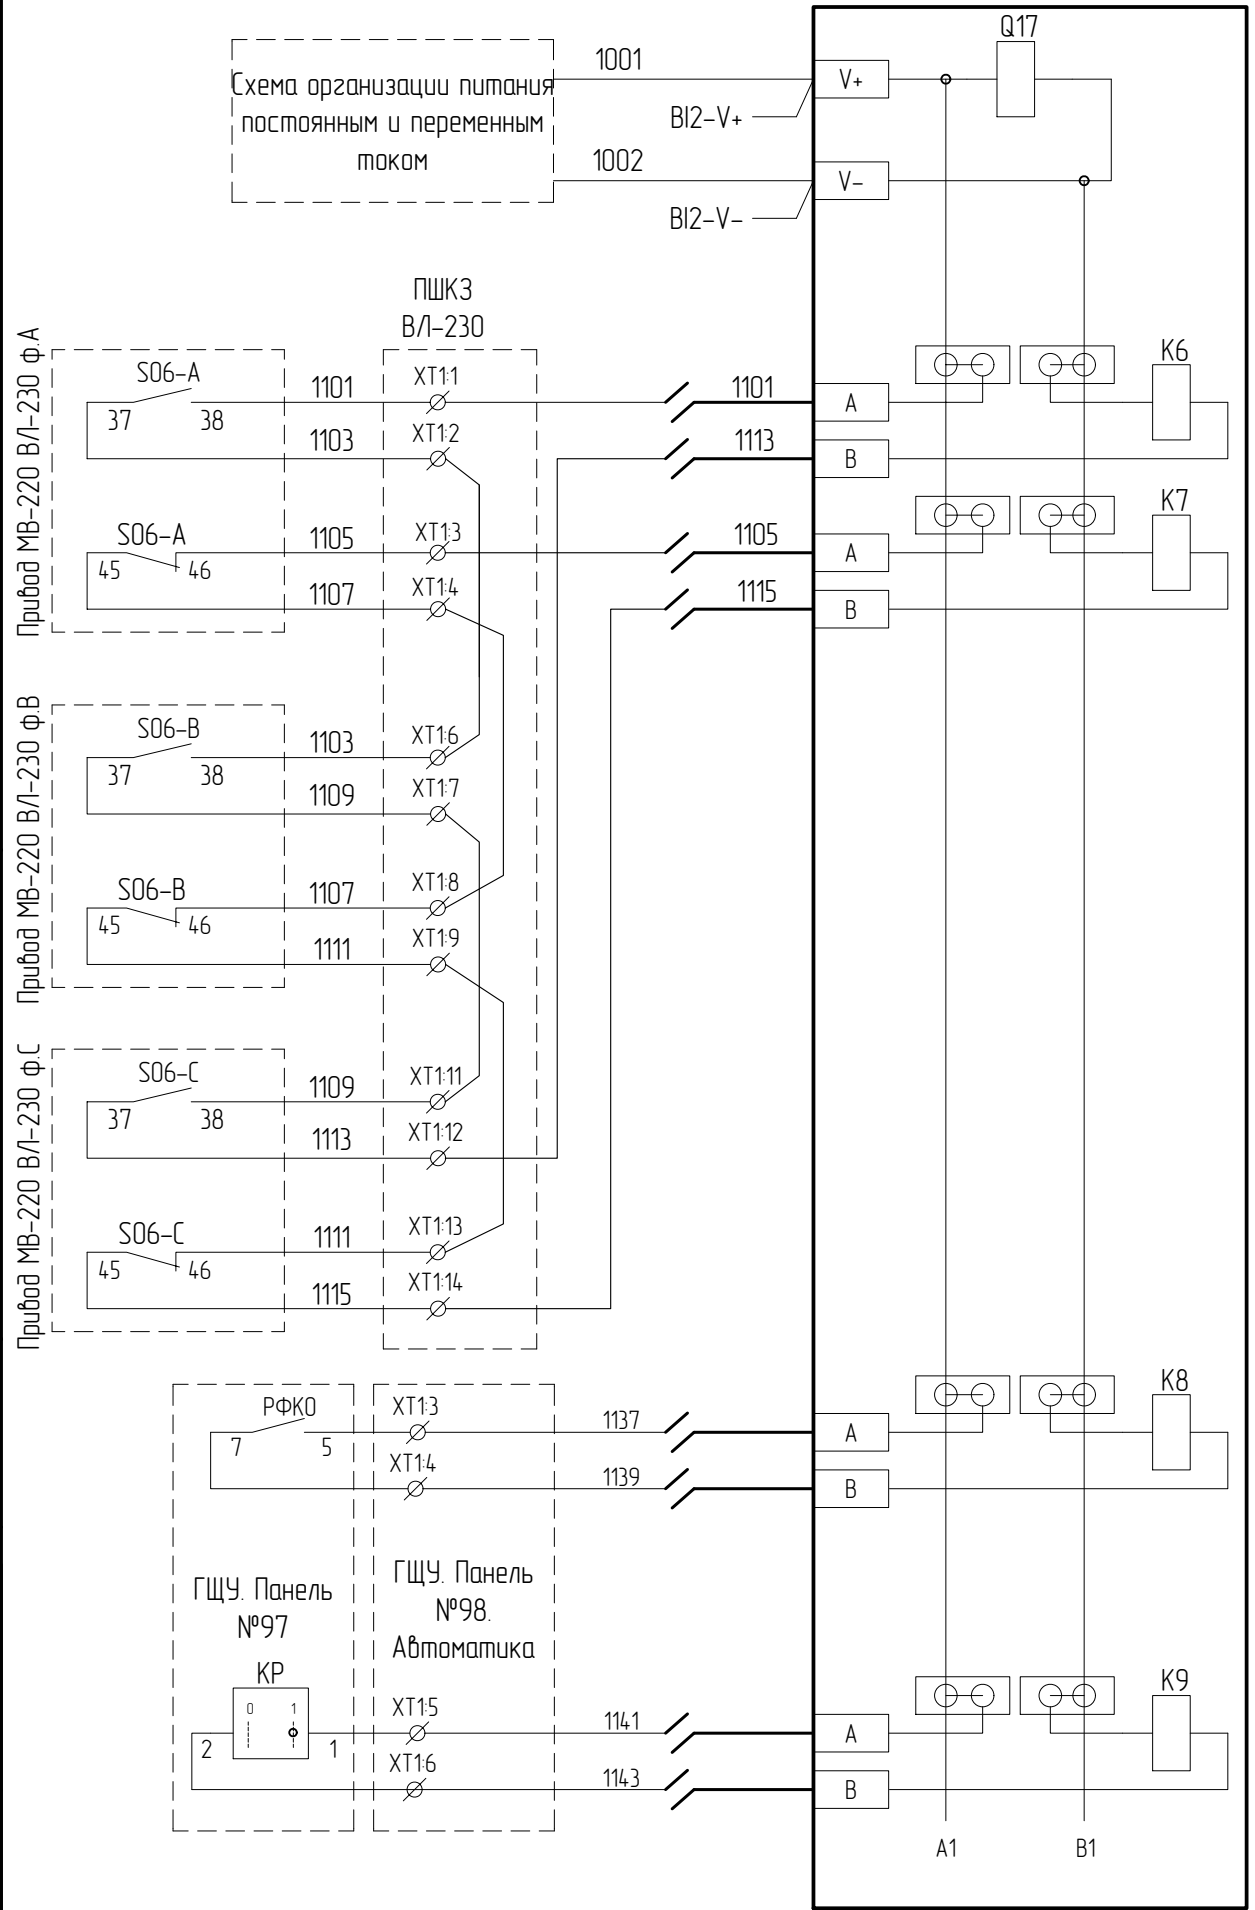 Q17
Схема организации питания
постоянным и переменным
током
1001
BI2-V+
V+
1002
BI2-V-
V-
ПШКЗ
ВЛ-230
Привод МВ-220 ВЛ-230 ф.А
S06-A
37 38
1101
XT1:1
1101
A
K6
1103
XT1:2
1113
B
S06-A
45 46
1105
XT1:3
1105
A
K7
1107
XT1:4
1115
B
Привод МВ-220 ВЛ-230 ф.В
S06-B
37 38
1103
XT1:6
1109
XT1:7
S06-B
45 46
1107
XT1:8
1111
XT1:9
Привод МВ-220 ВЛ-230 ф.С
S06-C
37 38
1109
XT1:11
1113
XT1:12
S06-C
45 46
1111
XT1:13
1115
XT1:14
РФКО
7 5
XT1:3
1137
A
K8
XT1:4
1139
B
ГЩУ. Панель
№97
ГЩУ. Панель
№98.
Автоматика
КР
0 1
2 1
XT1:5
1141
A
K9
XT1:6
1143
B
A1
B1